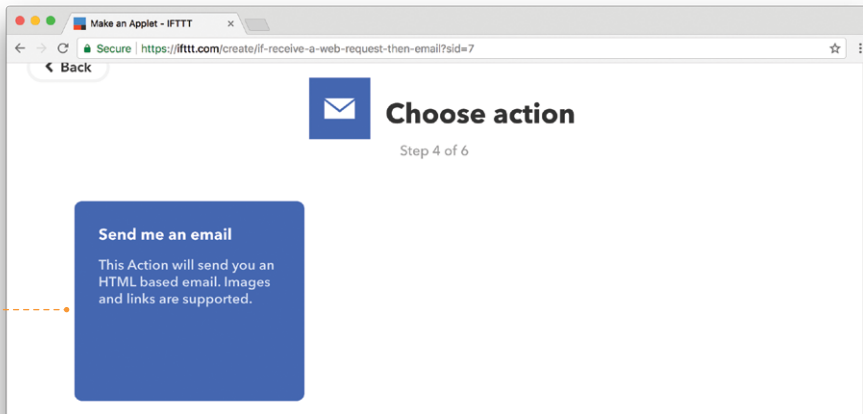 Make an Applet - IFTTT
Secure https://ifttt.com/create/if-receive-a-web-request-then-email?sid=7
Back
Choose action
Step 4 of 6
Send me an email
This Action will send you an
HTML based email. Images
and links are supported.